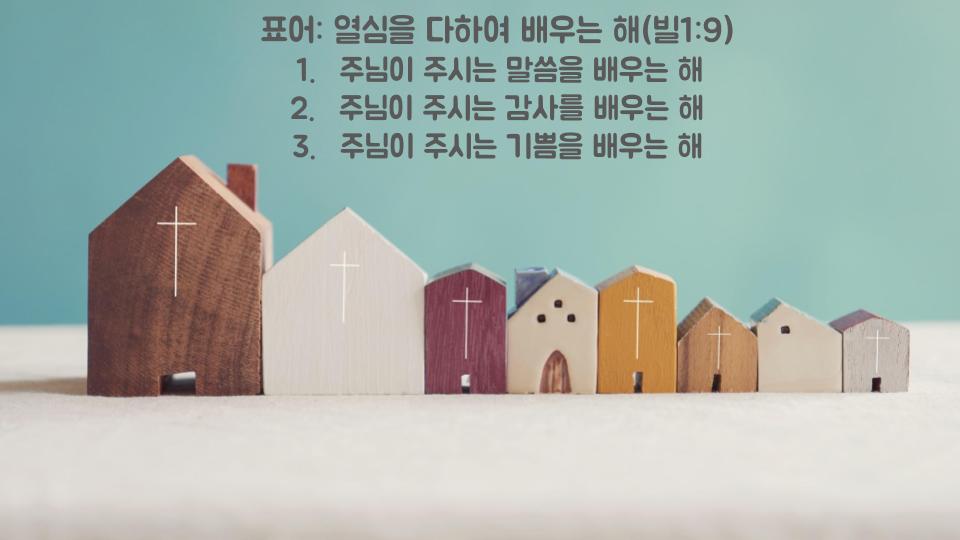 표어: 열심을 다하여 배우는 해(빌1:9)
1. 주님이 주시는 말씀을 배우는 해
2. 주님이 주시는 감사를 배우는 해
3. 주님이 주시는 기쁨을 배우는 해